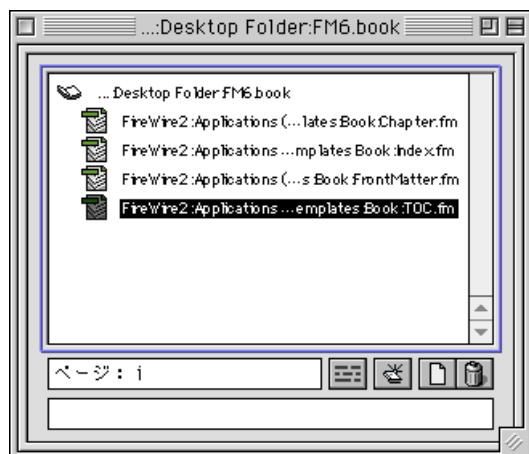 ...:Desktop Folder:FM6.book
... Desktop Folder:FM6.book
FireWire2:Applications (...lates:Book:Chapter.fm
FireWire2:Applications ...mplates:Book:Index.fm
FireWire2:Applications (...s:Book:FrontMatter.fm
FireWire2:Applications ...emplates:Book:TOC.fm
ページ: i